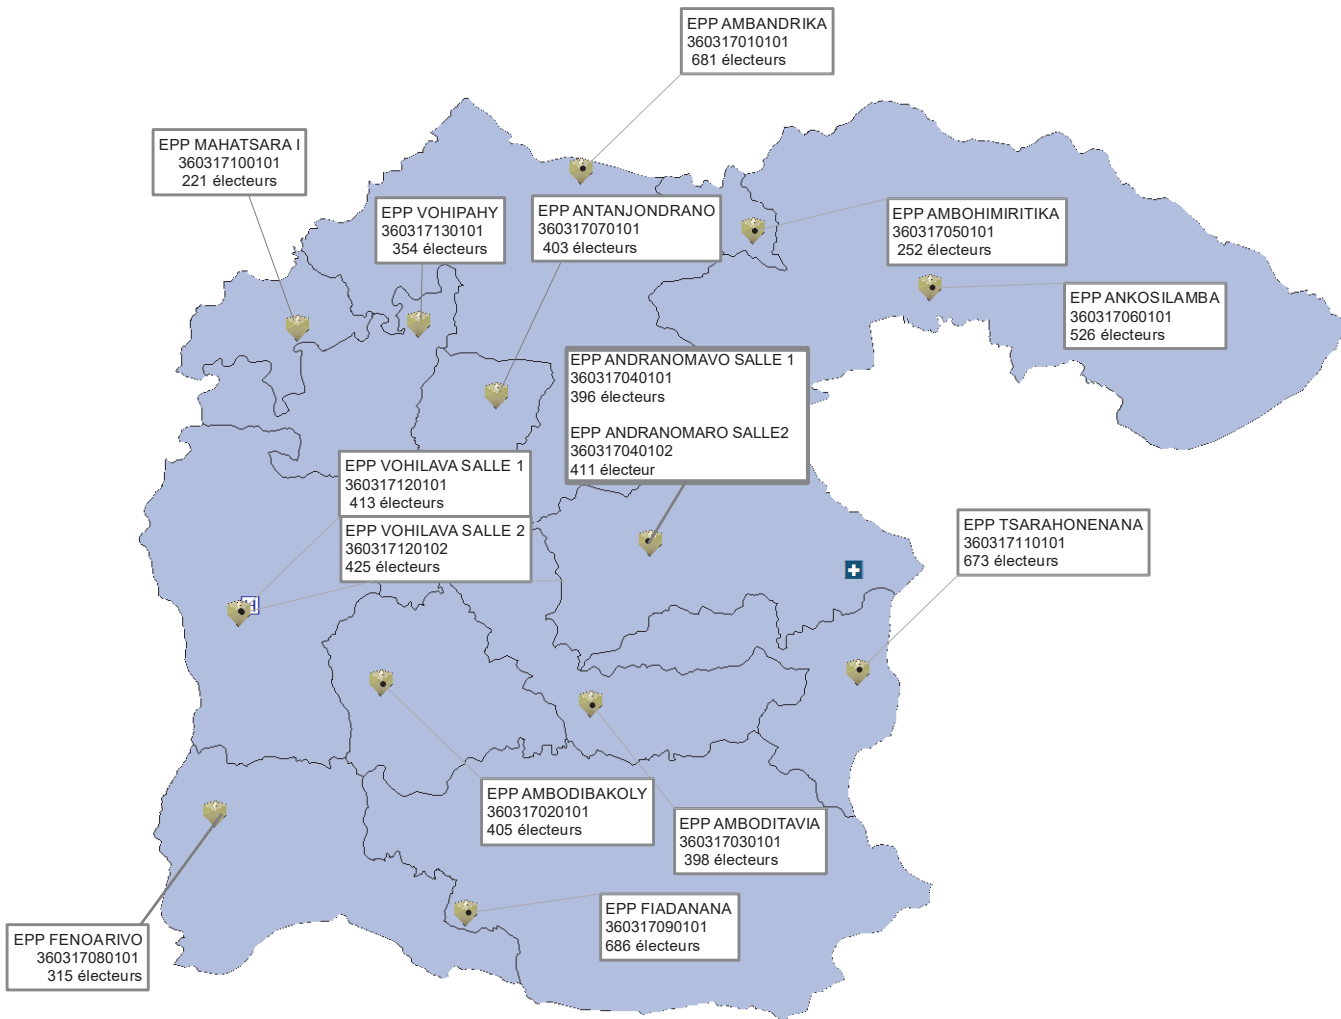 EPP AMBANDRIKA
360317010101
681 électeurs
EPP MAHATSARA I
360317100101
221 électeurs
EPP VOHIPAHY
360317130101
354 électeurs
EPP ANTANJONDRANO
360317070101
403 électeurs
EPP AMBOHIMIRITIKA
360317050101
252 électeurs
EPP ANKOSILAMBA
360317060101
526 électeurs
EPP ANDRANOMAVO SALLE 1
360317040101
396 électeurs
EPP ANDRANOMARO SALLE2
360317040102
411 électeur
EPP VOHILAVA SALLE 1
360317120101
413 électeurs
EPP VOHILAVA SALLE 2
360317120102
425 électeurs
EPP TSARAHONENANA
360317110101
673 électeurs
EPP AMBODIBAKOLY
360317020101
405 électeurs
EPP AMBODITAVIA
360317030101
398 électeurs
EPP FIADANANA
360317090101
686 électeurs
EPP FENOARIVO
360317080101
315 électeurs